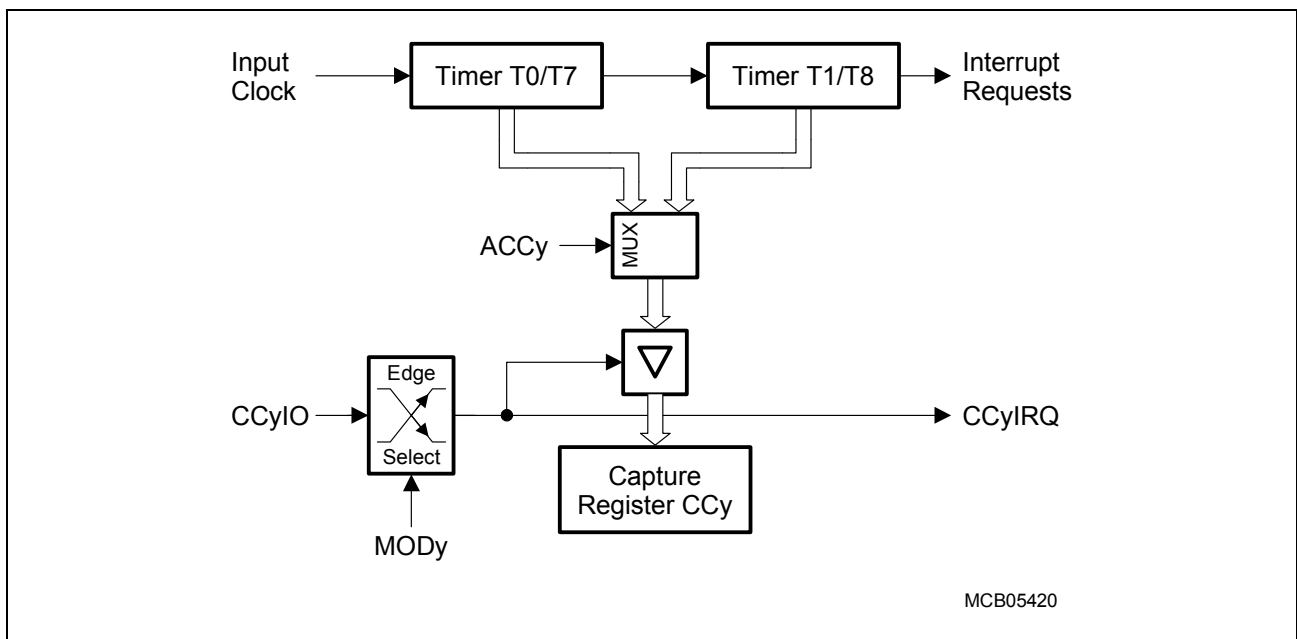 Input
Clock
Timer T0/T7
Timer T1/T8
Interrupt
Requests
ACCy
MUX
CCyIO
Edge
Select
CCyIRQ
Capture
Register CCy
MODy
MCB05420